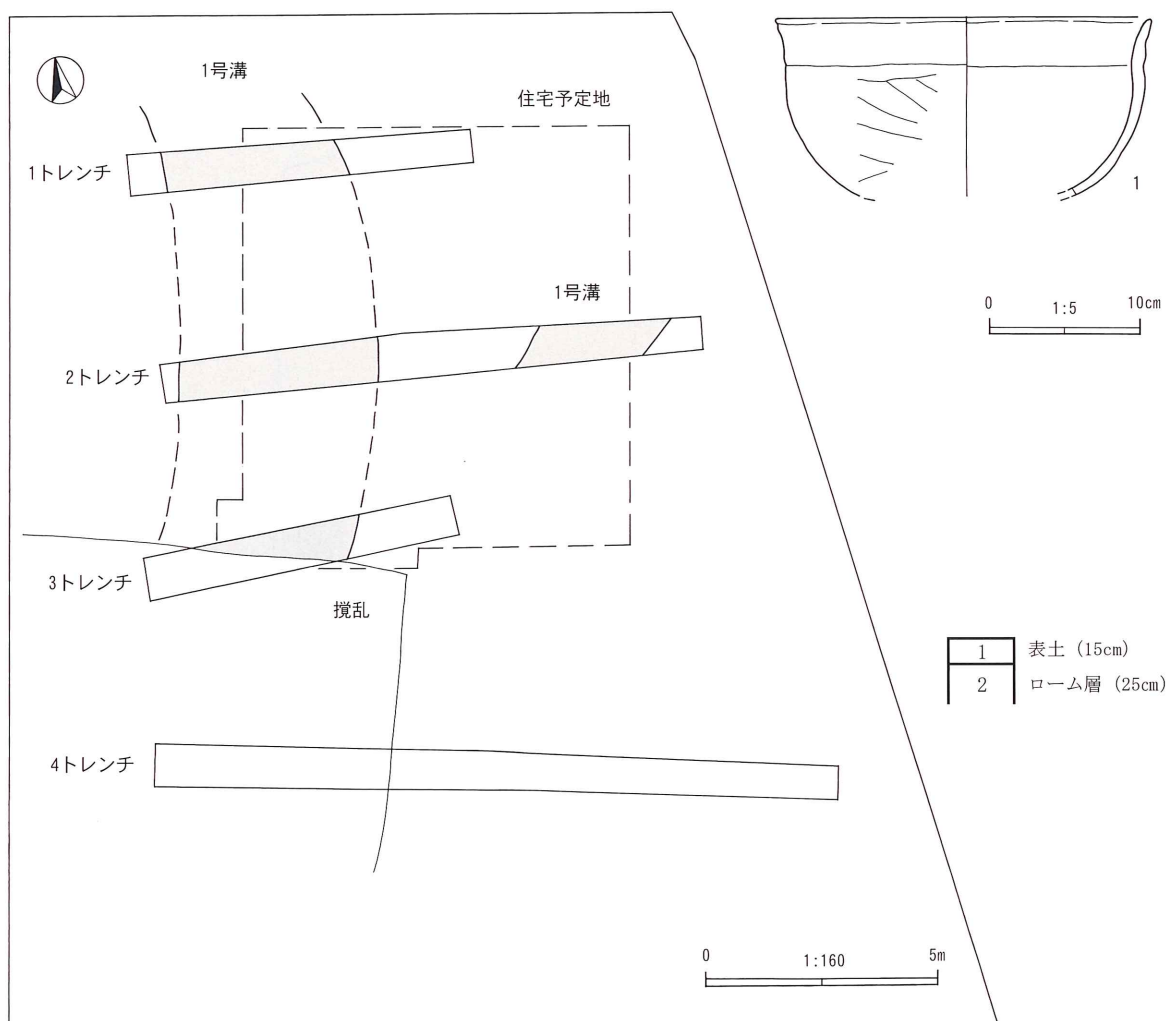 1号溝
住宅予定地
1トレンチ
1
0 1:5 10cm
1号溝
2トレンチ
3トレンチ
撹乱
1 表土 (15cm)
2 ローム層 (25cm)
4トレンチ
0 1:160 5m